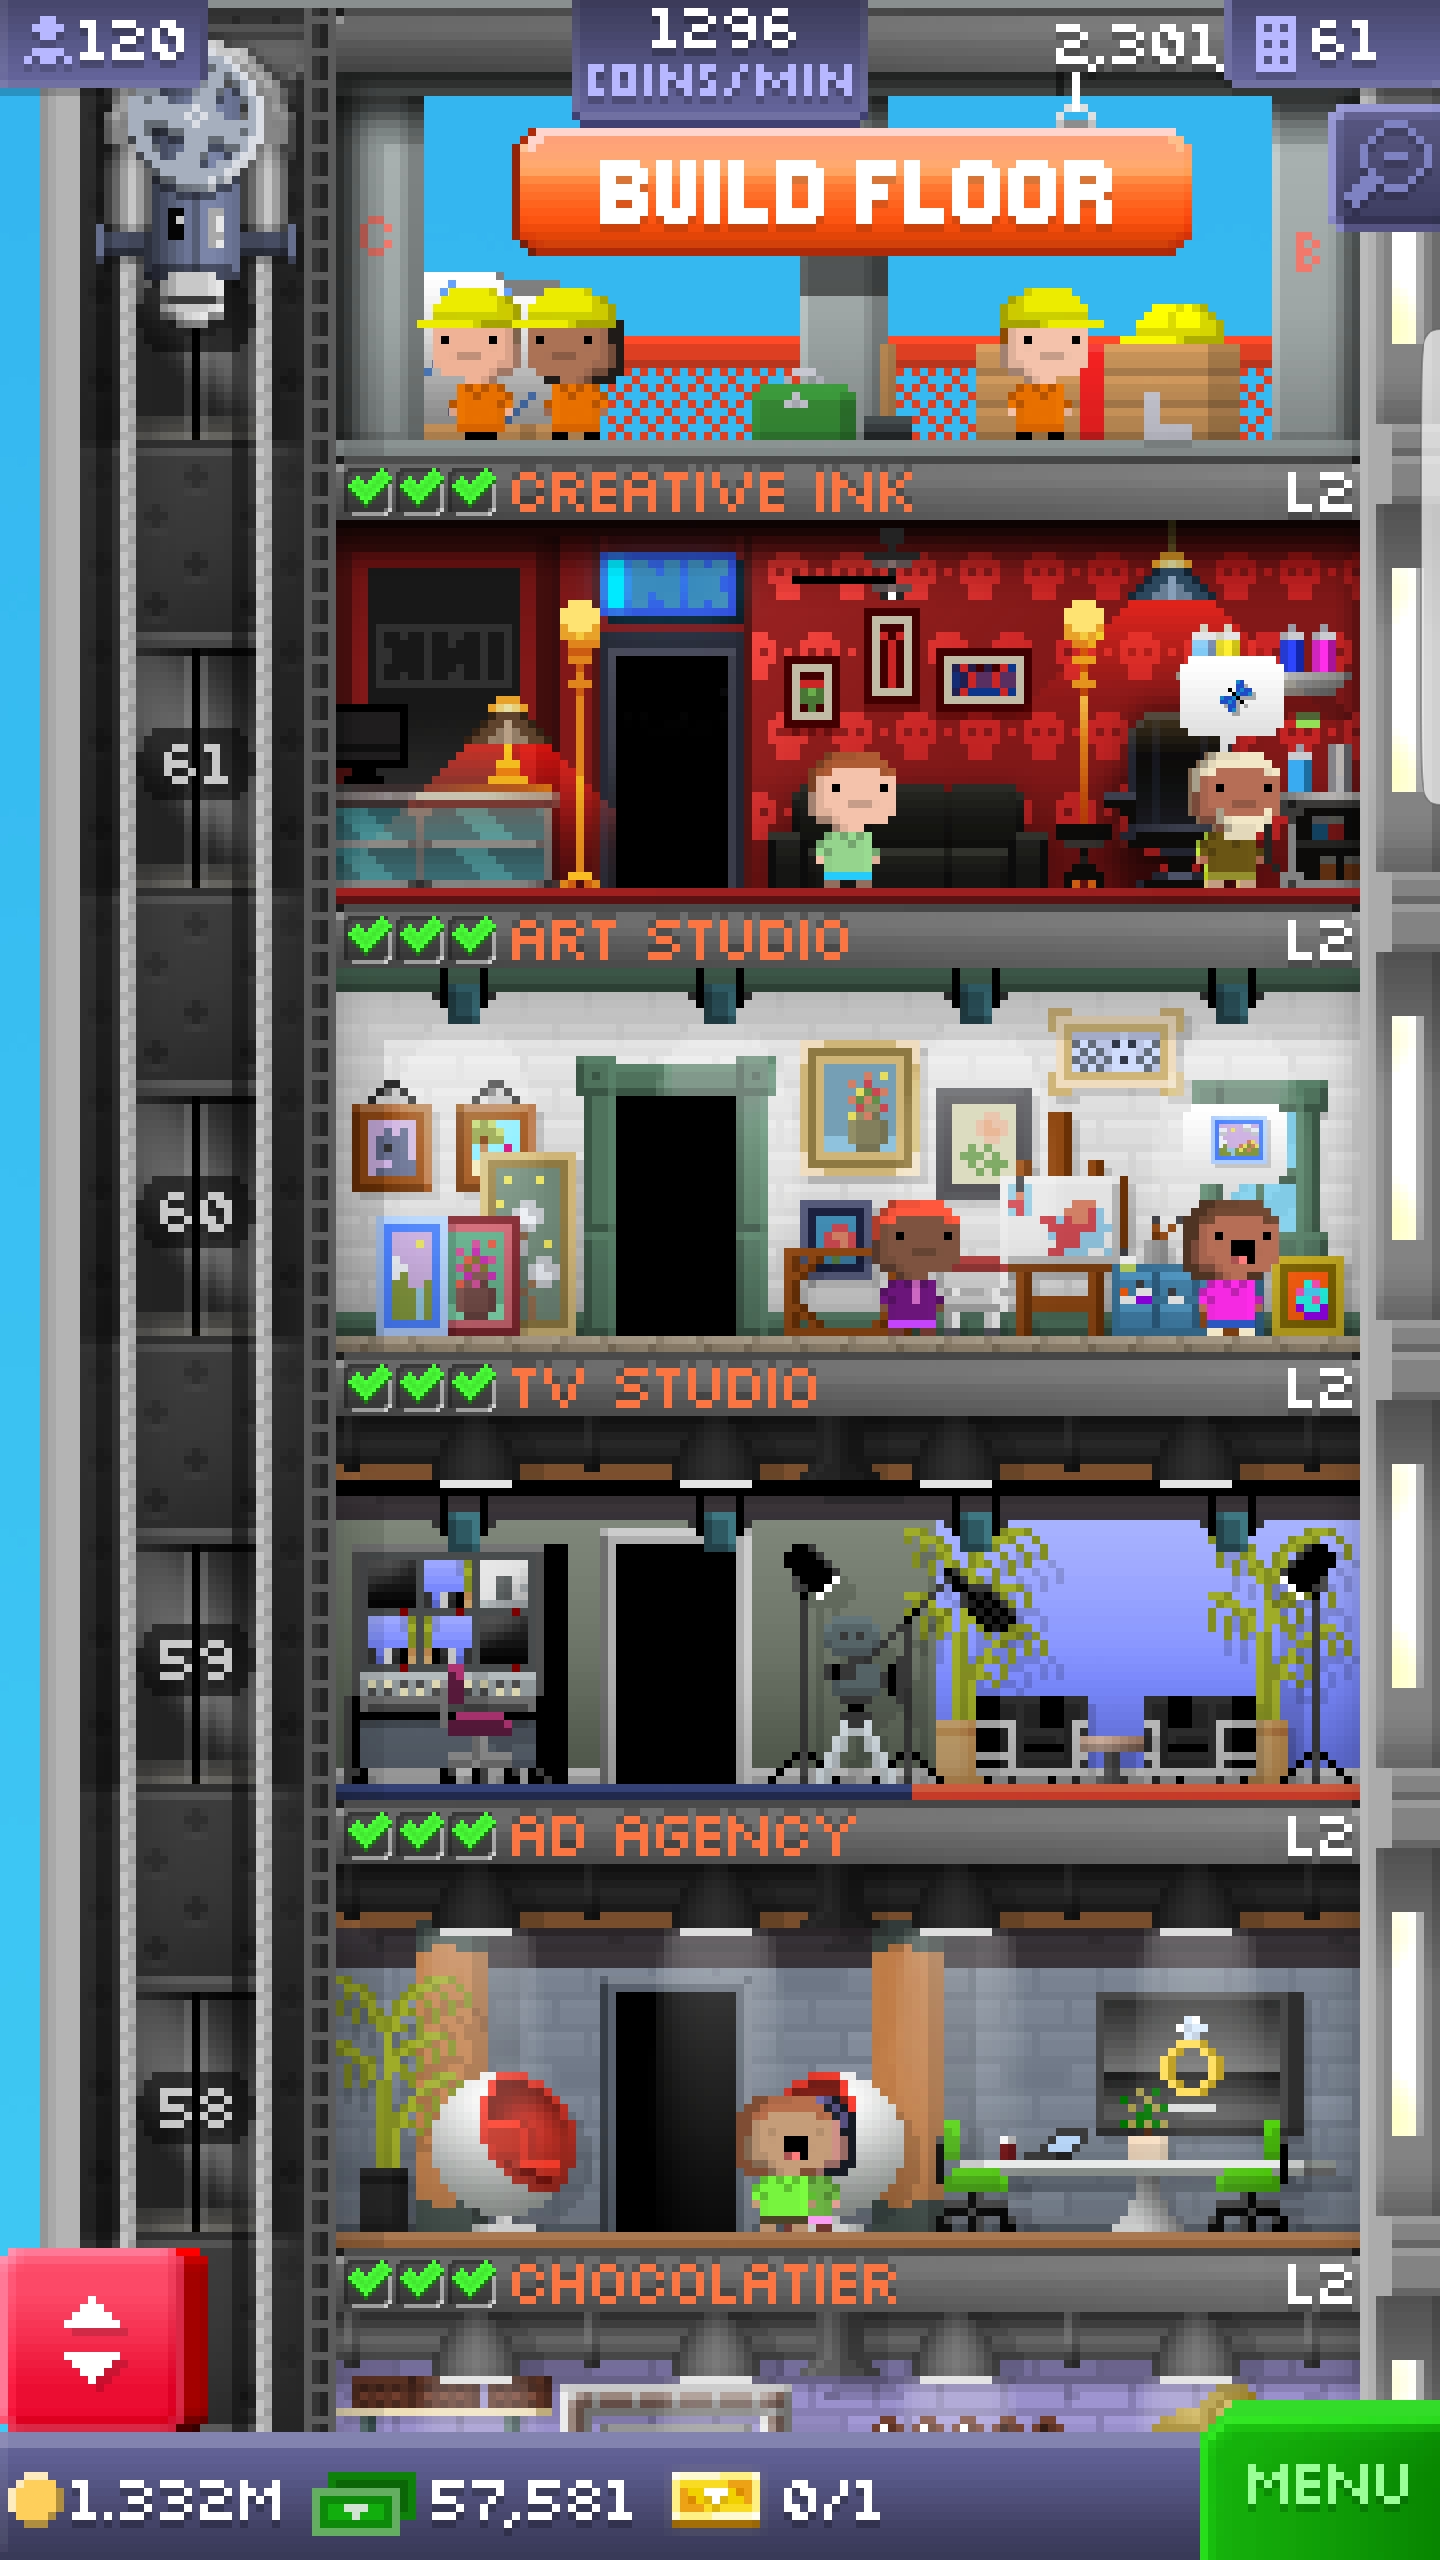 120
1296
COINS/MIN
2,301,
61
BUILD FLOOR
C
B
CREATIVE INK L2
INK
INK
61
ART STUDIO L2
60
TV STUDIO L2
59
AD AGENCY L2
58
CHOCOLATIER L2
1.332M 57,581 0/1
MENU